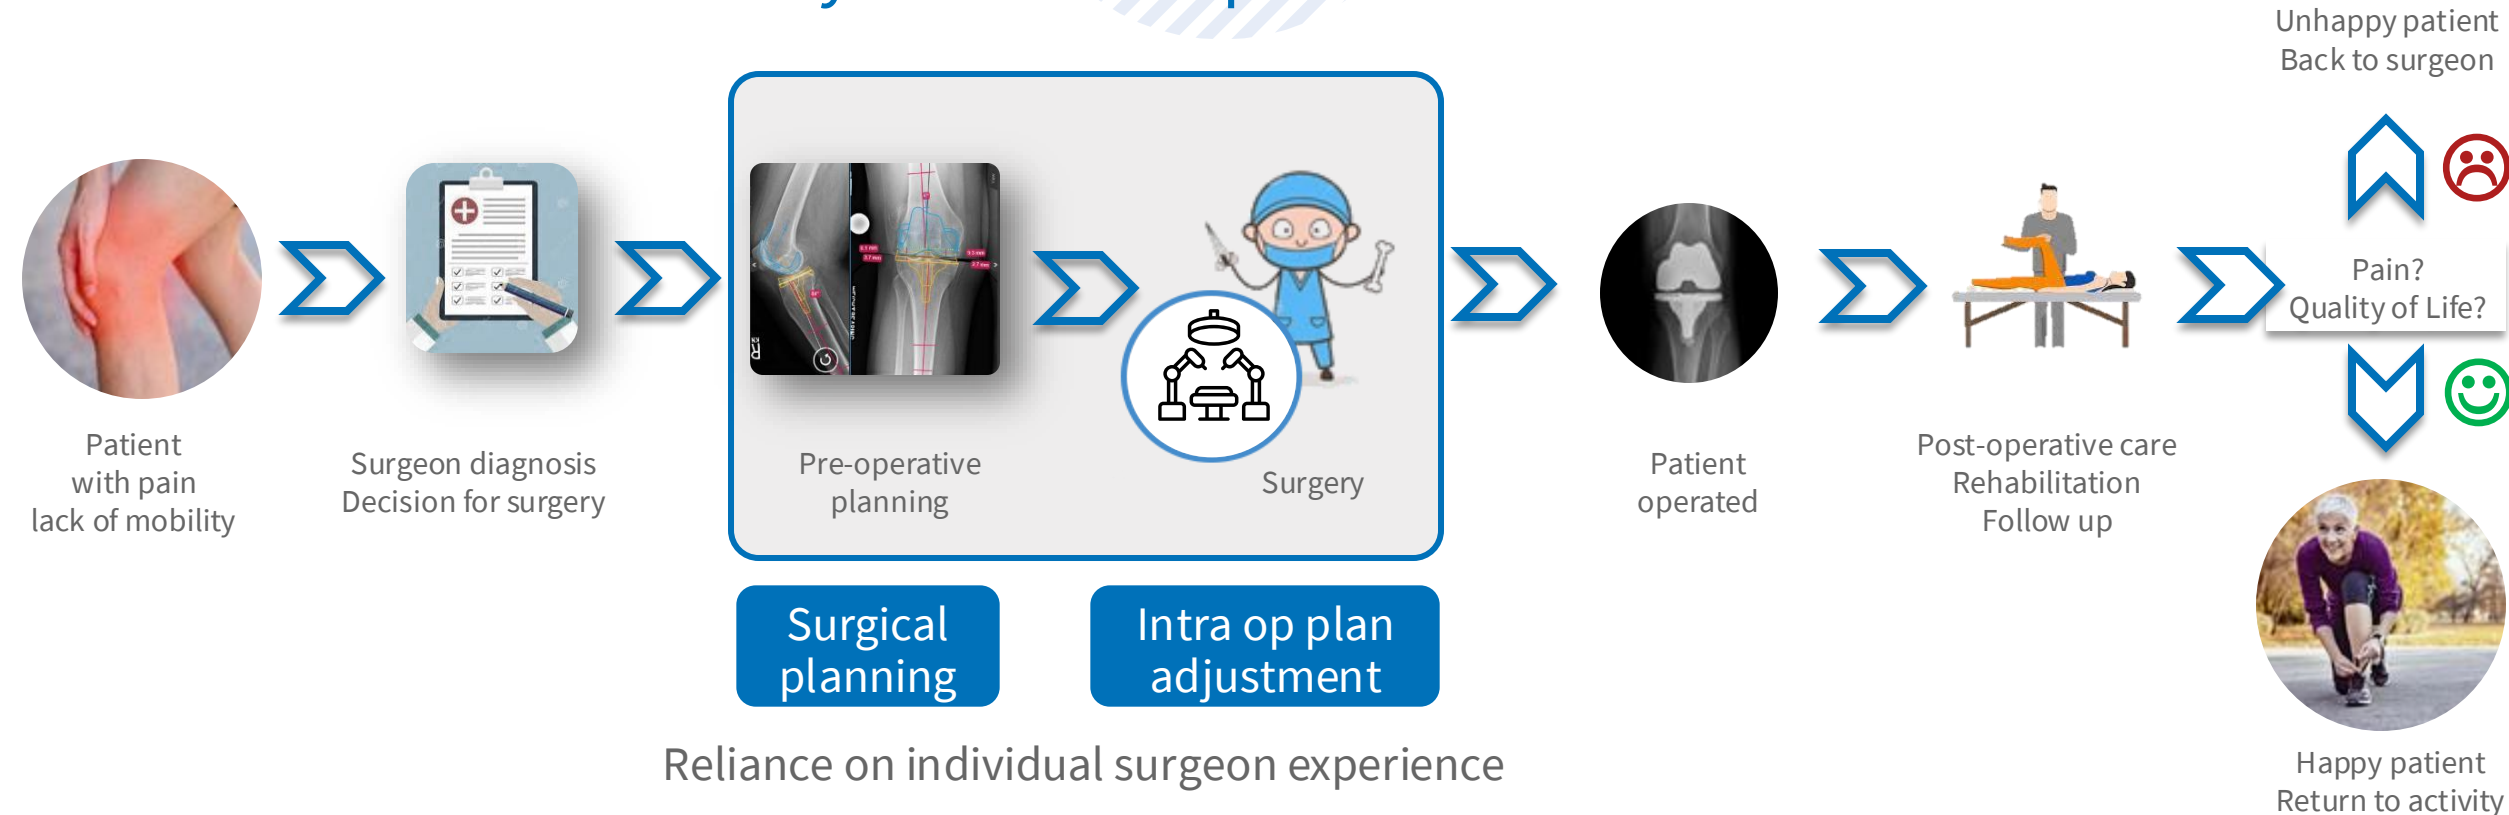 Unhappy patient
Back to surgeon
Patient
with pain
lack of mobility
Surgeon diagnosis
Decision for surgery
Pre-operative
planning
Surgery
Patient
operated
Post-operative care
Rehabilitation
Follow up
Pain?
Quality of Life?
Surgical
planning
Intra op plan
adjustment
Reliance on individual surgeon experience
Happy patient
Return to activity